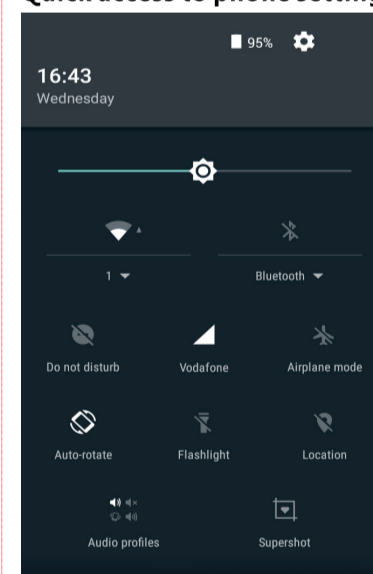 Quick access to phone setting
95%
16:43
Wednesday
1
Bluetooth
Do not disturb
Vodafone
Airplane mode
Auto-rotate
Flashlight
Location
Audio profiles
Supershot